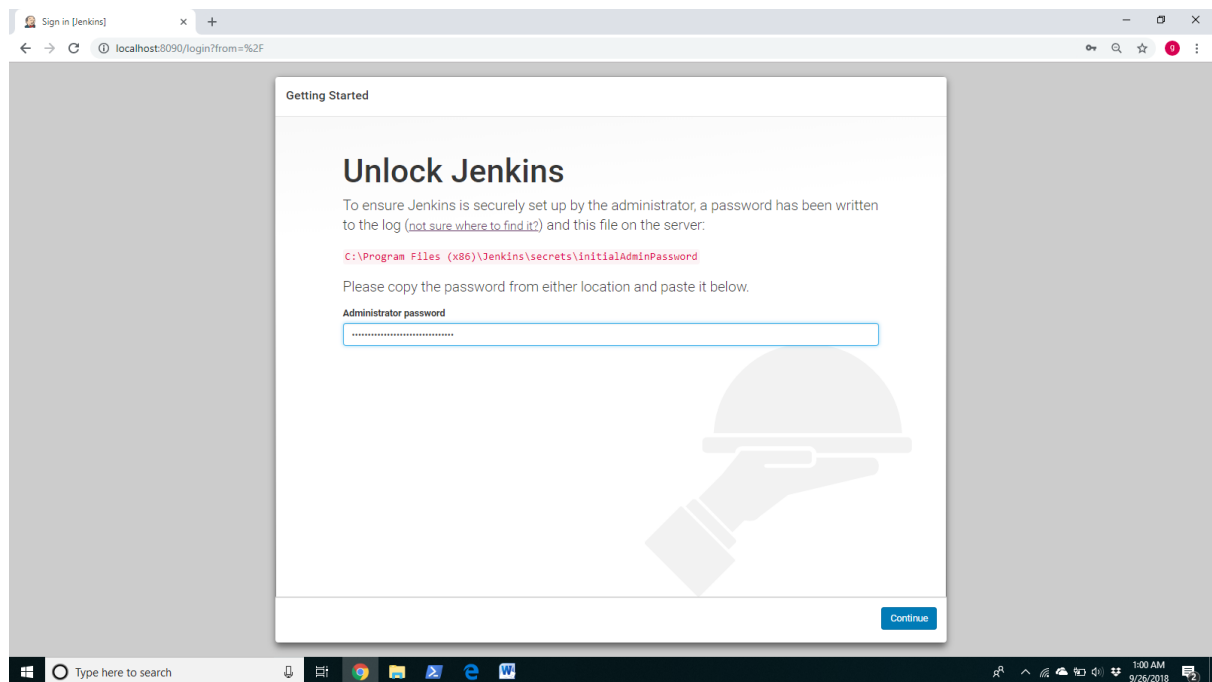 Sign in [Jenkins]
localhost:8090/login?from=%2F
g
Getting Started
Unlock Jenkins
To ensure Jenkins is securely set up by the administrator, a password has been written
to the log (not sure where to find it?) and this file on the server:
C:\Program Files (x86)\Jenkins\secrets\initialAdminPassword
Please copy the password from either location and paste it below.
Administrator password
Continue
Type here to search
1:00 AM
9/26/2018
2